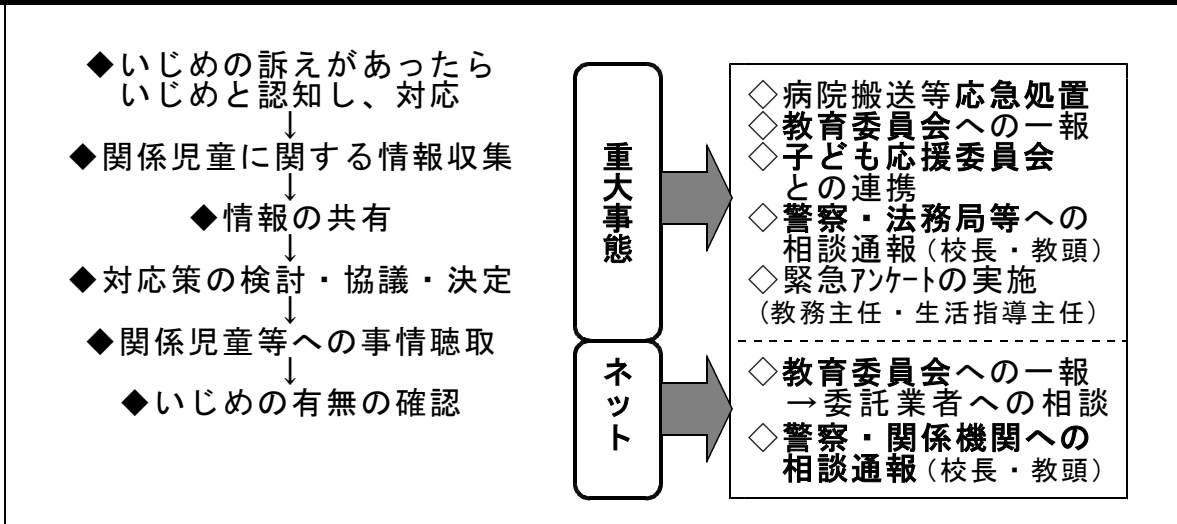 ◆いじめの訴えがあったら
いじめと認知し、対応
↓
◆関係児童に関する情報収集
↓
◆情報の共有
↓
◆対応策の検討・協議・決定
↓
◆関係児童等への事情聴取
↓
◆いじめの有無の確認
重大事態
◇病院搬送等応急処置
◇教育委員会への一報
◇子ども応援委員会
との連携
◇警察・法務局等への
相談通報(校長・教頭)
◇緊急アンケートの実施
(教務主任・生活指導主任)
ネット
◇教育委員会への一報
→委託業者への相談
◇警察・関係機関への
相談通報(校長・教頭)